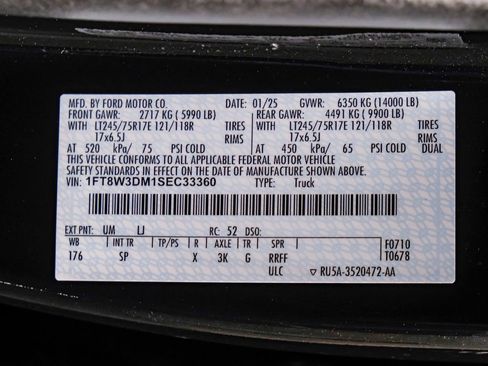 MFD. BY FORD MOTOR CO. DATE: 01/25 GVWR: 6350 KG (14000 LB)
FRONT GAWR: 2717 KG (5990 LB) REAR GAWR: 4491 KG (9900 LB)
WITH LT245/75R17E 121/118R TIRES WITH LT245/75R17E 121/118R TIRES
17x6.5J RIMS 17x6.5J RIMS
AT 520 kPa/ 75 PSI COLD AT 450 kPa/ 65 PSI COLD DUAL
THIS VEHICLE CONFORMS TO ALL APPLICABLE FEDERAL MOTOR VEHICLE
SAFETY STANDARDS IN EFFECT ON THE DATE OF MANUFACTURE SHOWN ABOVE.
VIN: 1FT8W3DM1SEC33360 TYPE: Truck
EXT PNT: UM LJ RC: 52 DSO:
WB INT TR TP/PS R AXLE TR SPR F0710
176 SP X 3K G RRFF T0678
ULC ▽ RU5A-3520472-AA